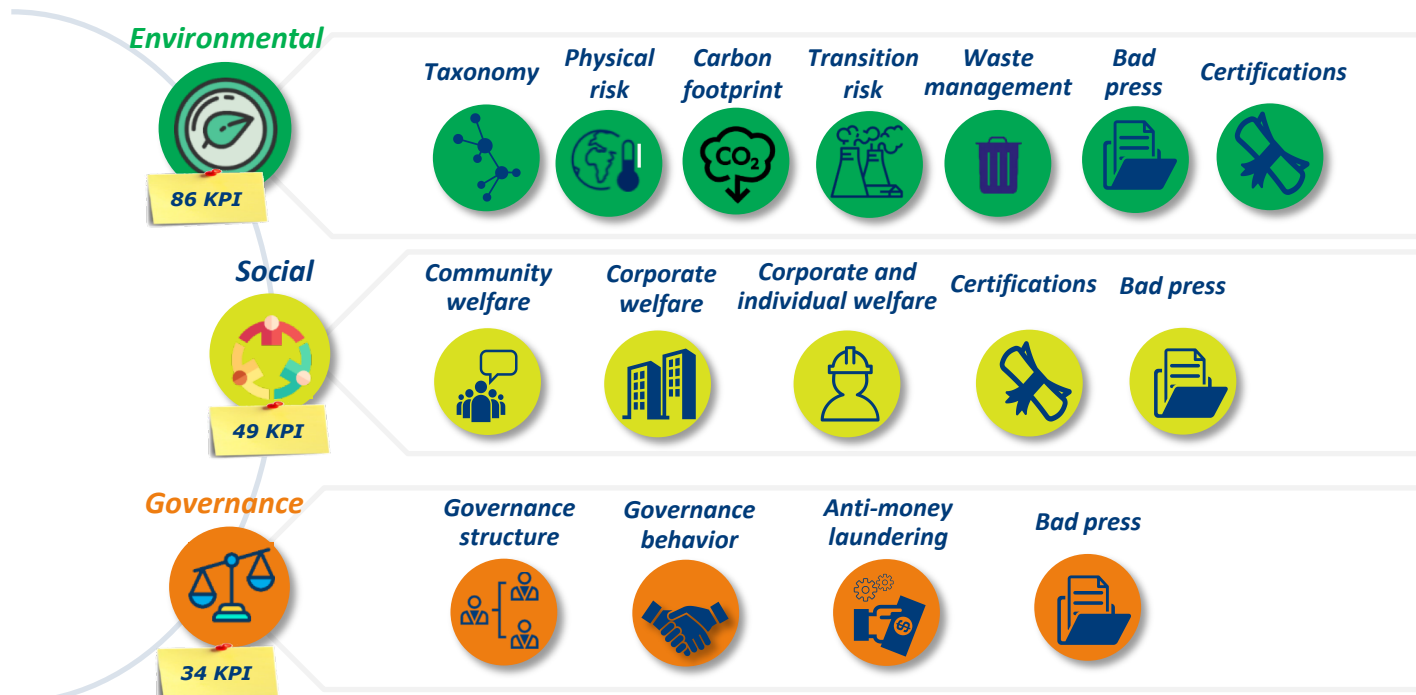 Environmental
86 KPI
Taxonomy
Physical
risk
Carbon
footprint
CO2
Transition
risk
Waste
management
Bad
press
Certifications
Social
49 KPI
Community
welfare
Corporate
welfare
Corporate and
individual welfare
Certifications
Bad press
Governance
34 KPI
Governance
structure
Governance
behavior
Anti-money
laundering
$
Bad press